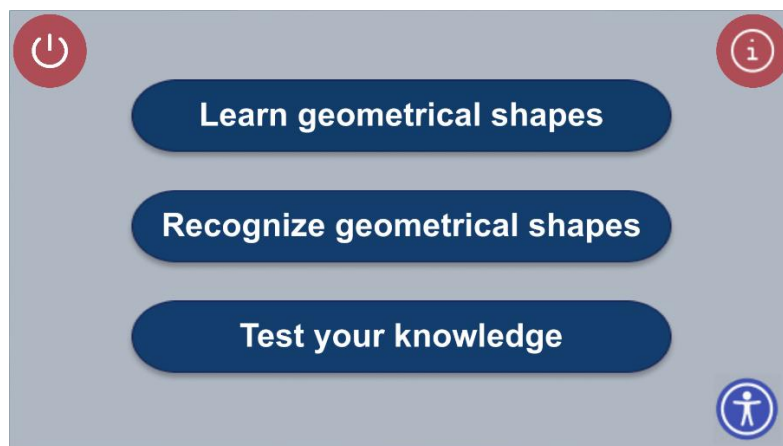 Learn geometrical shapes
Recognize geometrical shapes
Test your knowledge